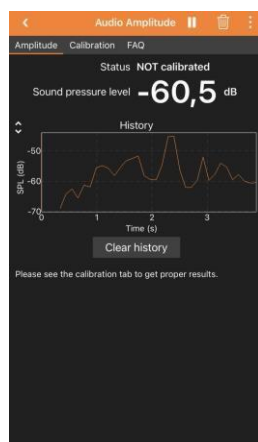 Audio Amplitude
Amplitude Calibration FAQ
Status NOT calibrated
Sound pressure level -60,5 dB
History
SPL (dB)
-50
-60
-70
0 1 2 3
Time (s)
Clear history
Please see the calibration tab to get proper results.